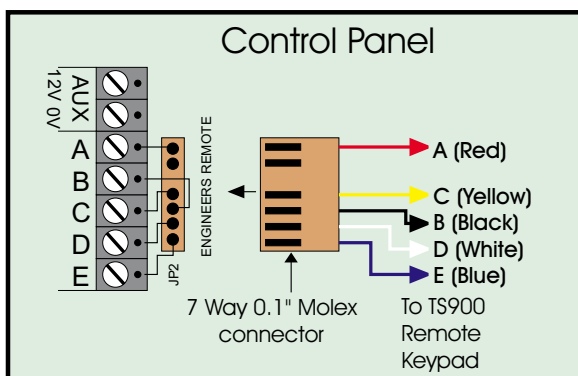 Control Panel
AUX
12V 0V
A
B
C
D
E
JP2
ENGINEERS REMOTE
A (Red)
C (Yellow)
B (Black)
D (White)
E (Blue)
7 Way 0.1" Molex
connector
To TS900
Remote
Keypad